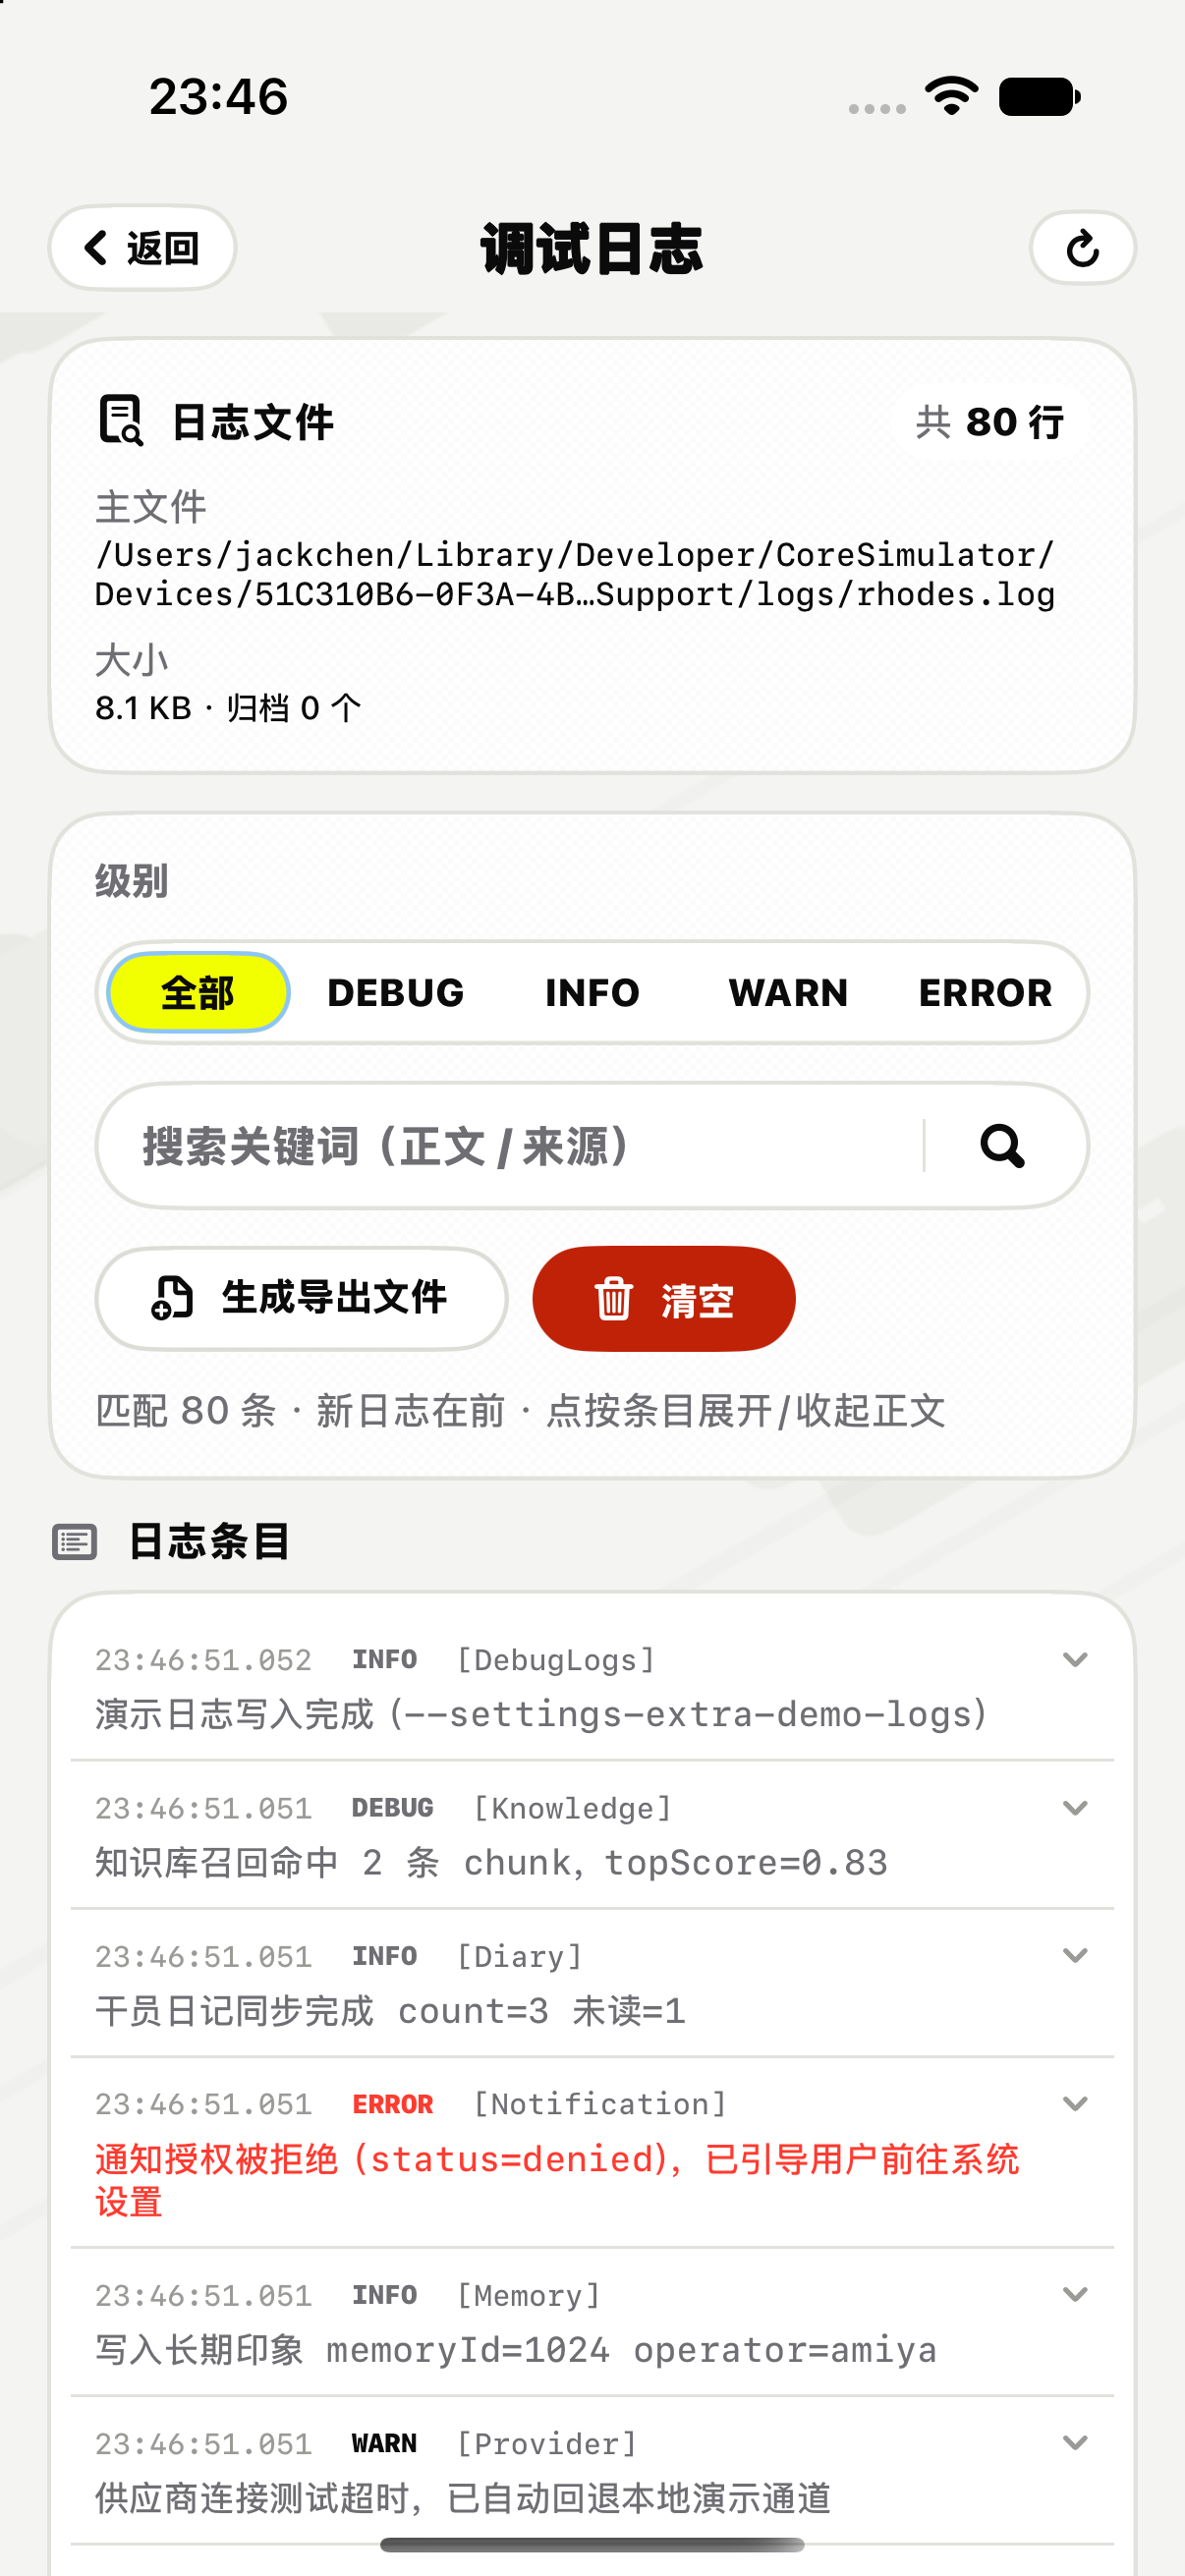 23:46
返回
调试日志
日志文件
共 80 行
主文件
/Users/jackchen/Library/Developer/CoreSimulator/
Devices/51C310B6-0F3A-4B…Support/logs/rhodes.log
大小
8.1 KB · 归档 0 个
级别
全部 DEBUG INFO WARN ERROR
搜索关键词（正文 / 来源）
生成导出文件 清空
匹配 80 条 · 新日志在前 · 点按条目展开/收起正文
日志条目
23:46:51.052 INFO [DebugLogs]
演示日志写入完成（--settings-extra-demo-logs）
23:46:51.051 DEBUG [Knowledge]
知识库召回命中 2 条 chunk，topScore=0.83
23:46:51.051 INFO [Diary]
干员日记同步完成 count=3 未读=1
23:46:51.051 ERROR [Notification]
通知授权被拒绝（status=denied），已引导用户前往系统
设置
23:46:51.051 INFO [Memory]
写入长期印象 memoryId=1024 operator=amiya
23:46:51.051 WARN [Provider]
供应商连接测试超时，已自动回退本地演示通道